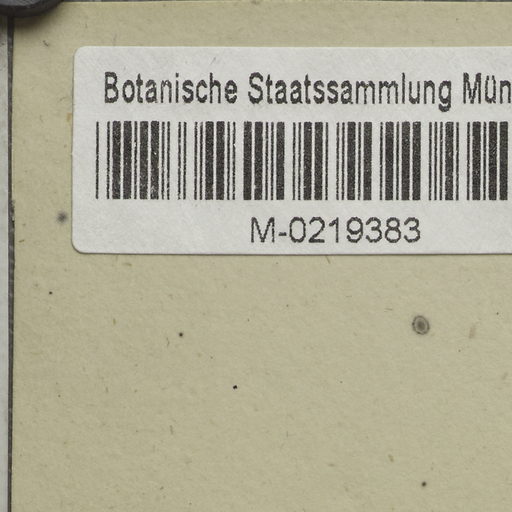 Botanische Staatssammlung Mün
M-0219383